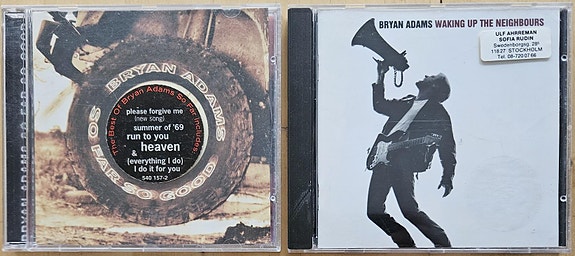 BRYAN ADAMS SO FAR SO GOOD
BRYAN ADAMS
SO FAR SO GOOD
The Best Of Bryan Adams So Far Includes:
please forgive me
(new song)
summer of '69
run to you
heaven
&
(everything I do)
I do it for you
540 157-2
BRYAN ADAMS WAKING UP THE NEIGHBOURS
ULF AHRREMAN
SOFIA RUDIN
Swedenborgsg. 28ᵃ
118 27 STOCKHOLM
Tel. 08-720 07 66